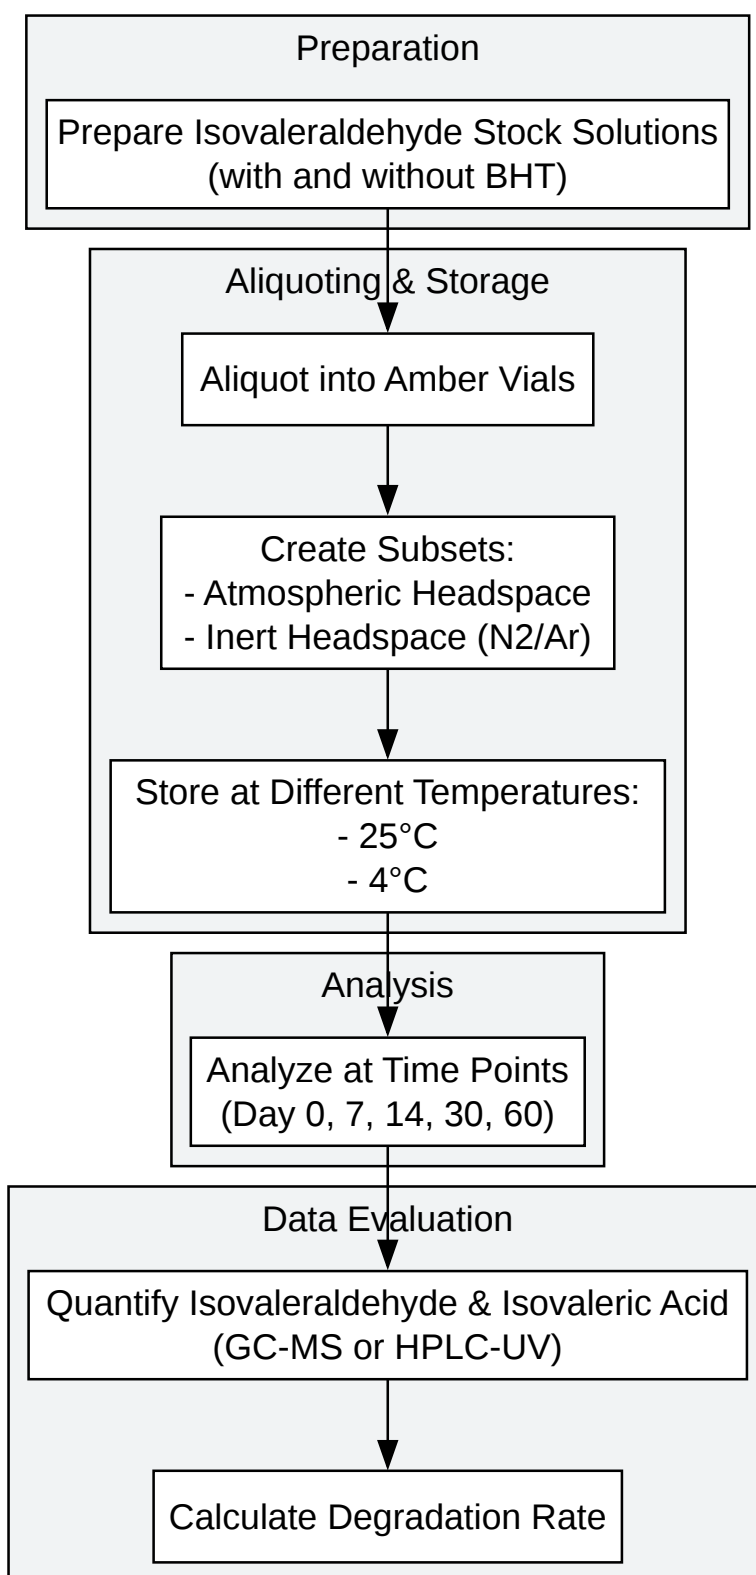 Preparation
Prepare Isovaleraldehyde Stock Solutions
(with and without BHT)
Aliquoting & Storage
Aliquot into Amber Vials
Create Subsets:
- Atmospheric Headspace
- Inert Headspace (N2/Ar)
Store at Different Temperatures:
- 25°C
- 4°C
Analysis
Analyze at Time Points
(Day 0, 7, 14, 30, 60)
Data Evaluation
Quantify Isovaleraldehyde & Isovaleric Acid
(GC-MS or HPLC-UV)
Calculate Degradation Rate